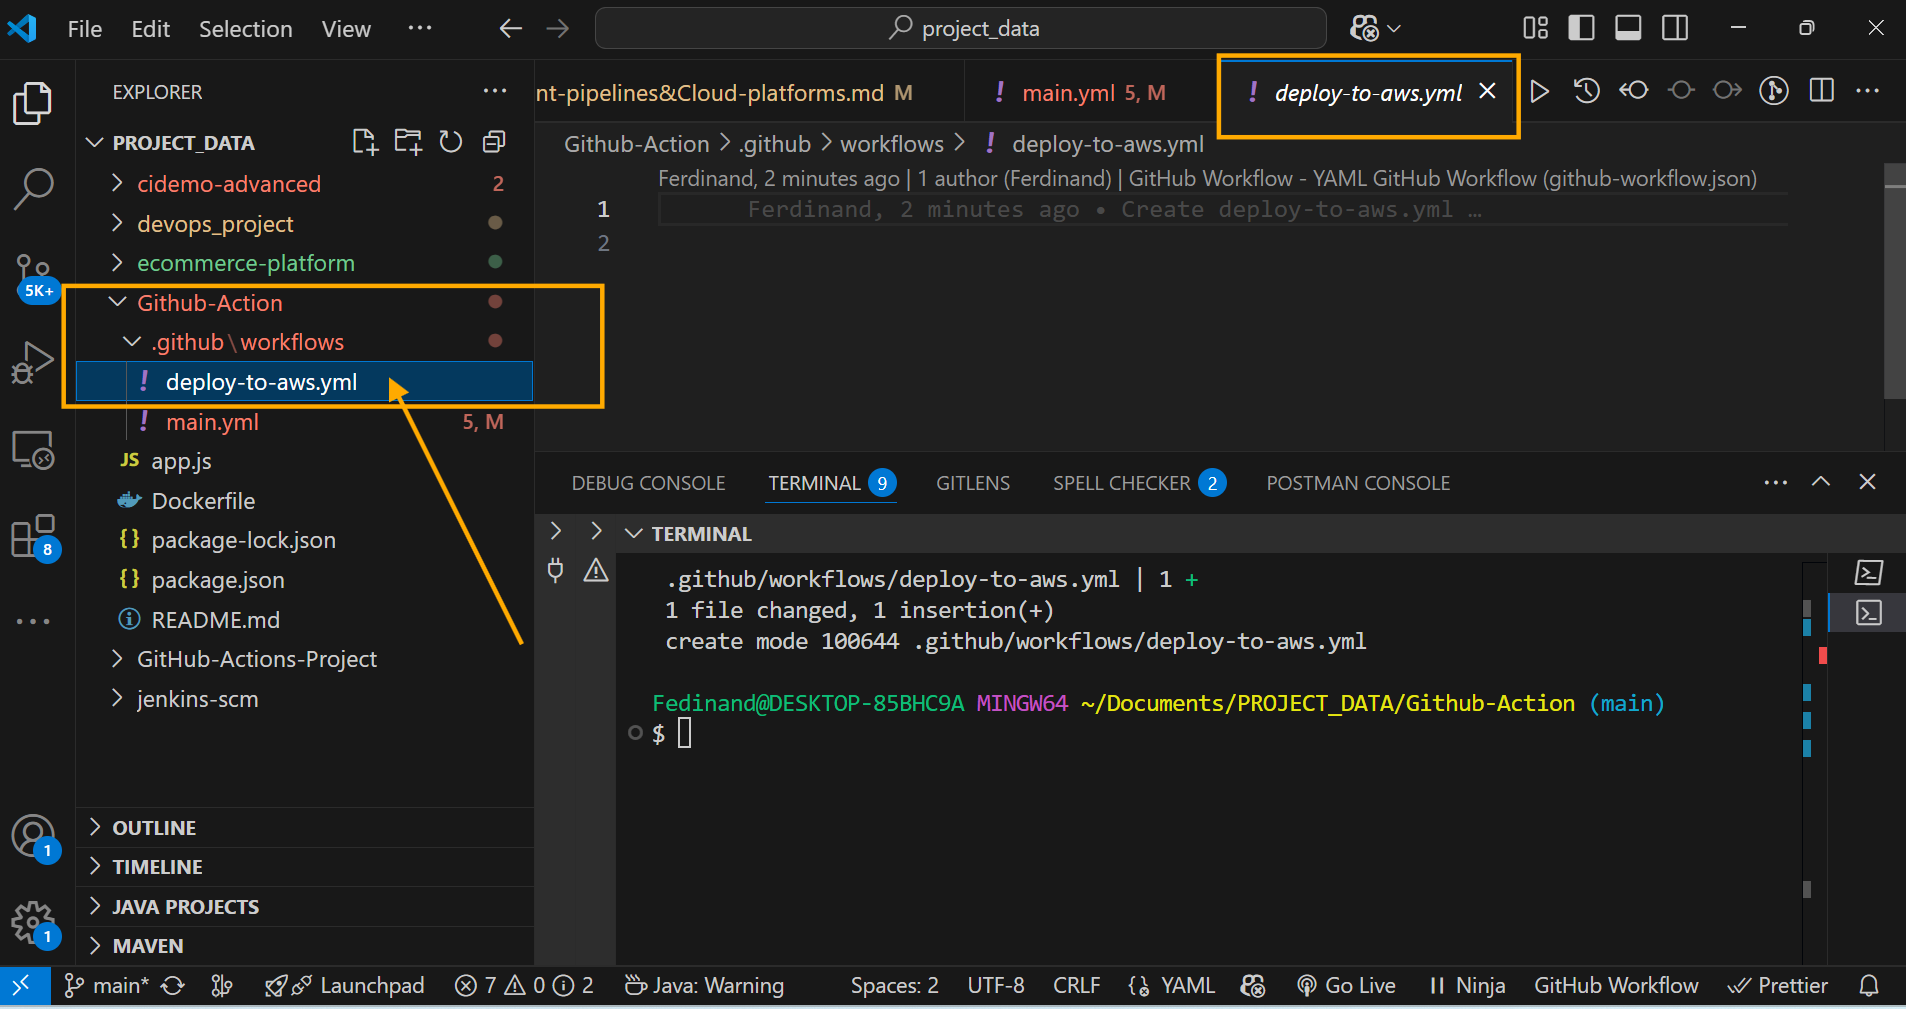 File Edit Selection View ··· project_data
EXPLORER ···
PROJECT_DATA
cidemo-advanced 2
devops_project
ecommerce-platform
Github-Action
.github\workflows
! deploy-to-aws.yml
! main.yml 5, M
JS app.js
Dockerfile
{} package-lock.json
{} package.json
README.md
GitHub-Actions-Project
jenkins-scm
OUTLINE
TIMELINE
JAVA PROJECTS
MAVEN
5K+
8
1
1
nt-pipelines&Cloud-platforms.md M ! main.yml 5, M ! deploy-to-aws.yml
Github-Action > .github > workflows > ! deploy-to-aws.yml
Ferdinand, 2 minutes ago | 1 author (Ferdinand) | GitHub Workflow - YAML GitHub Workflow (github-workflow.json)
1 Ferdinand, 2 minutes ago • Create deploy-to-aws.yml …
2
DEBUG CONSOLE TERMINAL 9 GITLENS SPELL CHECKER 2 POSTMAN CONSOLE
TERMINAL
.github/workflows/deploy-to-aws.yml | 1 +
1 file changed, 1 insertion(+)
create mode 100644 .github/workflows/deploy-to-aws.yml
Fedinand@DESKTOP-85BHC9A MINGW64 ~/Documents/PROJECT_DATA/Github-Action (main)
$
main* Launchpad 7 0 2 Java: Warning Spaces: 2 UTF-8 CRLF {} YAML Go Live Ninja GitHub Workflow Prettier